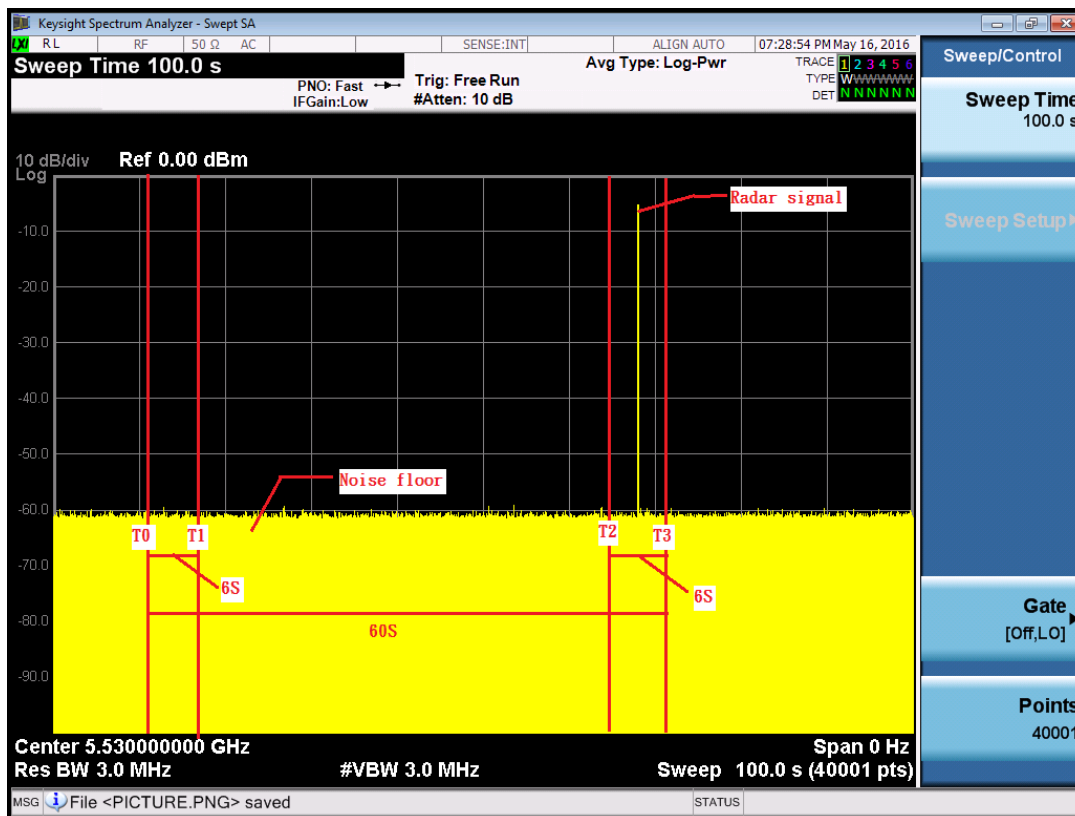 Keysight Spectrum Analyzer - Swept SA
LXI RL RF 50 Ω AC SENSE:INT ALIGN AUTO 07:28:54 PM May 16, 2016
Sweep Time 100.0 s
PNO: Fast
IFGain:Low
Trig: Free Run
#Atten: 10 dB
Avg Type: Log-Pwr
TRACE 1 2 3 4 5 6
TYPE WWWWWW
DET N N N N N N
10 dB/div
Log
Ref 0.00 dBm
-10.0
-20.0
-30.0
-40.0
-50.0
-60.0
-70.0
-80.0
-90.0
Radar signal
Noise floor
T0
T1
T2
T3
6S
6S
60S
Center 5.530000000 GHz
Span 0 Hz
Res BW 3.0 MHz
#VBW 3.0 MHz
Sweep 100.0 s (40001 pts)
MSG File <PICTURE.PNG> saved
STATUS
Sweep/Control
Sweep Time
100.0 s
Sweep Setup
Gate
[Off,LO]
Points
40001